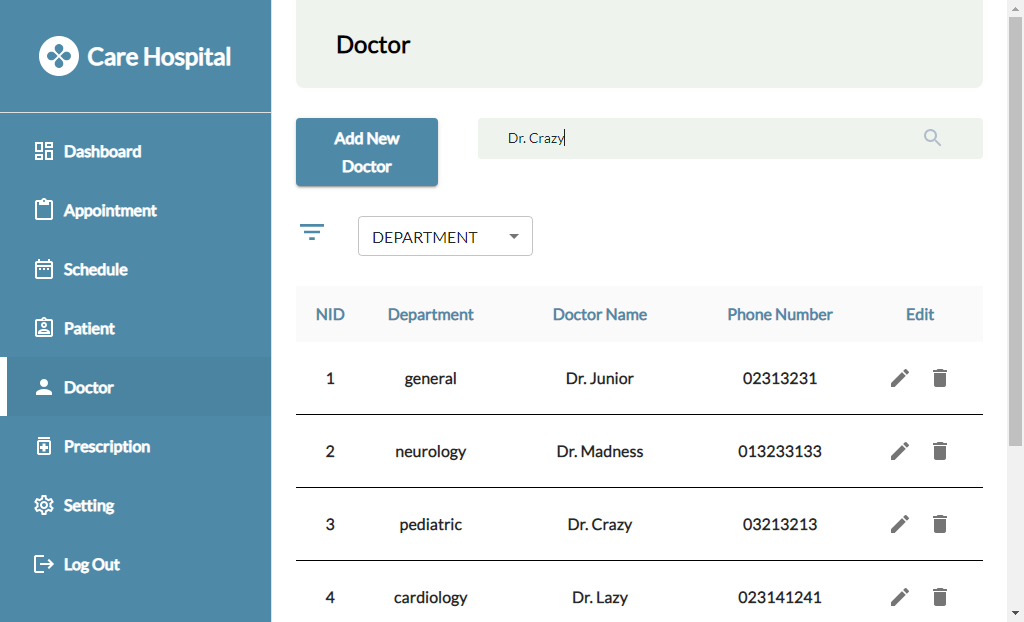 Care Hospital
Dashboard
Appointment
Schedule
Patient
Doctor
Prescription
Setting
Log Out
Doctor
Add New
Doctor
Dr. Crazy
DEPARTMENT
NID Department Doctor Name Phone Number Edit
1 general Dr. Junior 02313231
2 neurology Dr. Madness 013233133
3 pediatric Dr. Crazy 03213213
4 cardiology Dr. Lazy 023141241